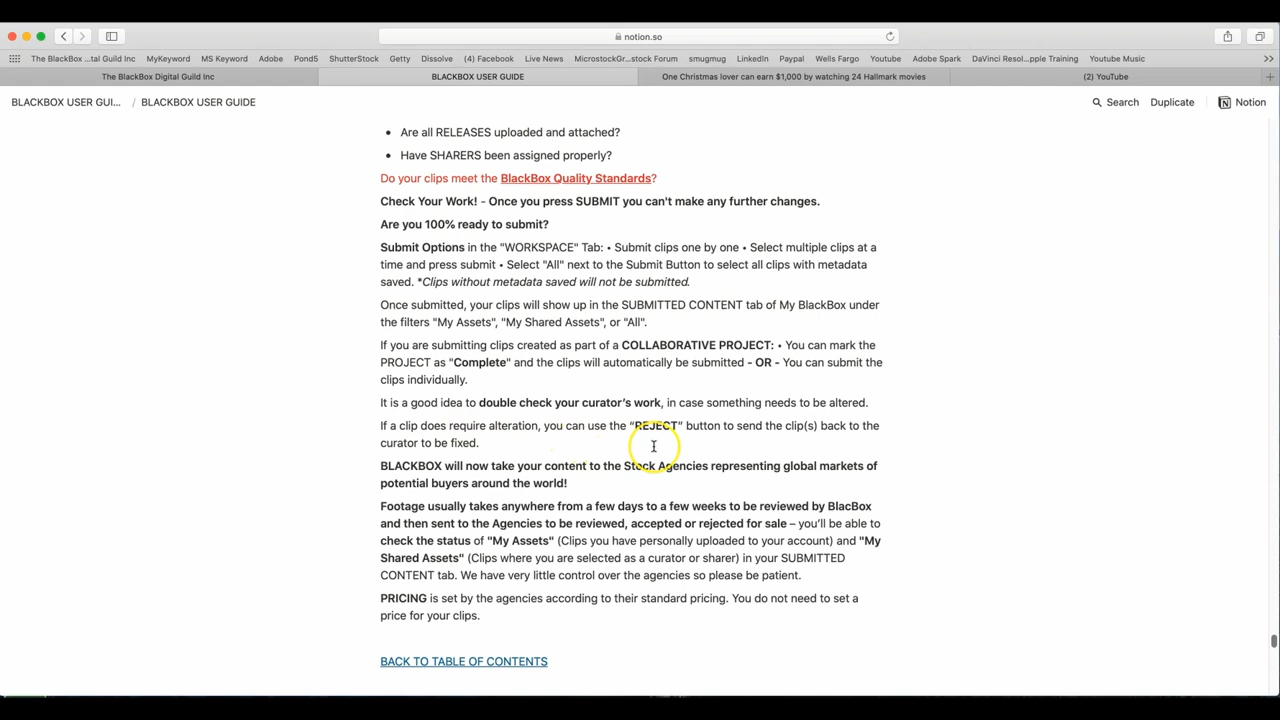 notion.so
The BlackBox ...tal Guild Inc MyKeyword MS Keyword Adobe Pond5 ShutterStock Getty Dissolve (4) Facebook Live News MicrostockGr...stock Forum smugmug LinkedIn Paypal Wells Fargo Youtube Adobe Spark DaVinci Resol...pple Training Youtube Music >>
The BlackBox Digital Guild Inc BLACKBOX USER GUIDE One Christmas lover can earn $1,000 by watching 24 Hallmark movies (2) YouTube
BLACKBOX USER GUI... / BLACKBOX USER GUIDE Search Duplicate Notion
• Are all RELEASES uploaded and attached?
• Have SHARERS been assigned properly?
Do your clips meet the BlackBox Quality Standards?
Check Your Work! - Once you press SUBMIT you can't make any further changes.
Are you 100% ready to submit?
Submit Options in the "WORKSPACE" Tab: • Submit clips one by one • Select multiple clips at a
time and press submit • Select "All" next to the Submit Button to select all clips with metadata
saved. *Clips without metadata saved will not be submitted.
Once submitted, your clips will show up in the SUBMITTED CONTENT tab of My BlackBox under
the filters "My Assets", "My Shared Assets", or "All".
If you are submitting clips created as part of a COLLABORATIVE PROJECT: • You can mark the
PROJECT as "Complete" and the clips will automatically be submitted - OR - You can submit the
clips individually.
It is a good idea to double check your curator's work, in case something needs to be altered.
If a clip does require alteration, you can use the “REJECT” button to send the clip(s) back to the
curator to be fixed.
BLACKBOX will now take your content to the Stock Agencies representing global markets of
potential buyers around the world!
Footage usually takes anywhere from a few days to a few weeks to be reviewed by BlacBox
and then sent to the Agencies to be reviewed, accepted or rejected for sale – you'll be able to
check the status of "My Assets" (Clips you have personally uploaded to your account) and "My
Shared Assets" (Clips where you are selected as a curator or sharer) in your SUBMITTED
CONTENT tab. We have very little control over the agencies so please be patient.
PRICING is set by the agencies according to their standard pricing. You do not need to set a
price for your clips.
BACK TO TABLE OF CONTENTS